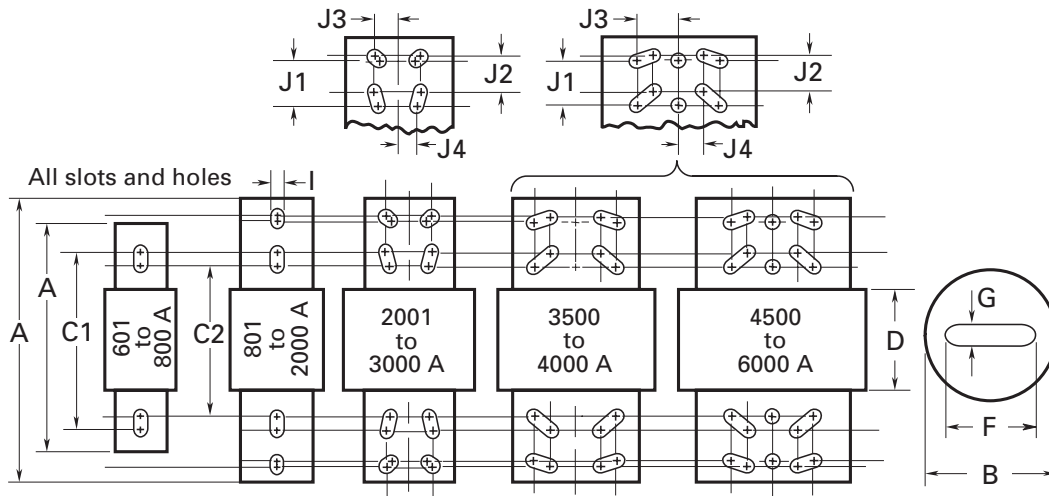 J3
J3
J1
J2
J1
J2
J4
J4
All slots and holes
I
A
A
C1
601
to
800 A
C2
801
to
2000 A
2001
to
3000 A
3500
to
4000 A
4500
to
6000 A
D
G
F
B